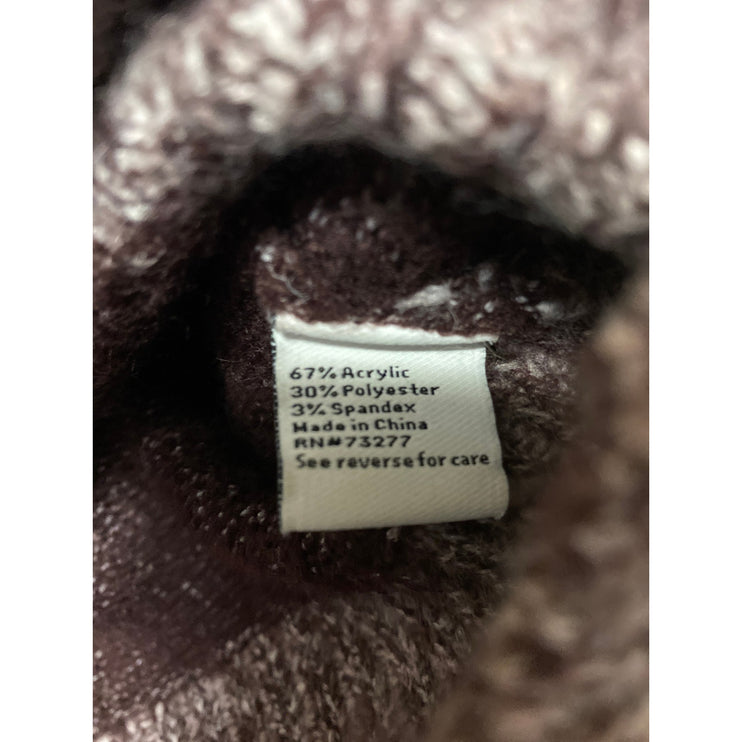 67% Acrylic
30% Polyester
3% Spandex
Made in China
RN#73277
See reverse for care